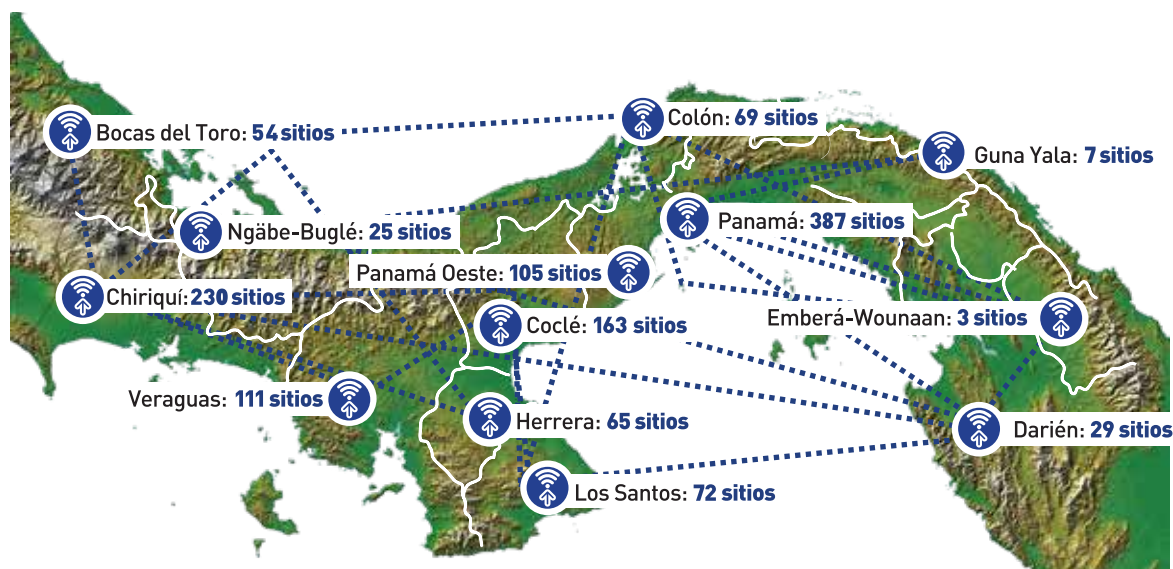 Bocas del Toro: 54 sitios
Colón: 69 sitios
Guna Yala: 7 sitios
Ngäbe-Buglé: 25 sitios
Panamá: 387 sitios
Panamá Oeste: 105 sitios
Chiriquí: 230 sitios
Coclé: 163 sitios
Emberá-Wounaan: 3 sitios
Veraguas: 111 sitios
Herrera: 65 sitios
Darién: 29 sitios
Los Santos: 72 sitios